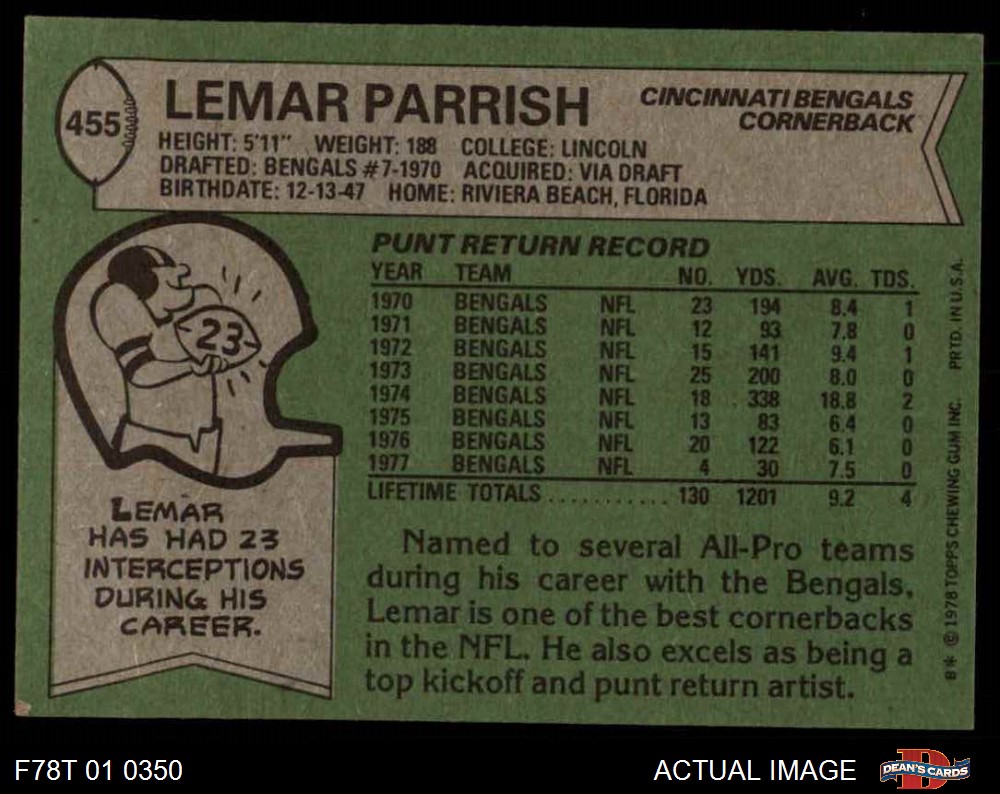 455
LEMAR PARRISH
CINCINNATI BENGALS
CORNERBACK
HEIGHT: 5'11" WEIGHT: 188 COLLEGE: LINCOLN
DRAFTED: BENGALS #7-1970 ACQUIRED: VIA DRAFT
BIRTHDATE: 12-13-47 HOME: RIVIERA BEACH, FLORIDA
23
LEMAR
HAS HAD 23
INTERCEPTIONS
DURING HIS
CAREER.
PUNT RETURN RECORD
YEAR TEAM NO. YDS. AVG. TDS.
1970 BENGALS NFL 23 194 8.4 1
1971 BENGALS NFL 12 93 7.8 0
1972 BENGALS NFL 15 141 9.4 1
1973 BENGALS NFL 25 200 8.0 0
1974 BENGALS NFL 18 338 18.8 2
1975 BENGALS NFL 13 83 6.4 0
1976 BENGALS NFL 20 122 6.1 0
1977 BENGALS NFL 4 30 7.5 0
LIFETIME TOTALS........... 130 1201 9.2 4
Named to several All-Pro teams
during his career with the Bengals,
Lemar is one of the best cornerbacks
in the NFL. He also excels as being a
top kickoff and punt return artist.
8* © 1978 TOPPS CHEWING GUM INC. PRTD. IN U.S.A.
F78T 01 0350
ACTUAL IMAGE
DEAN'S CARDS